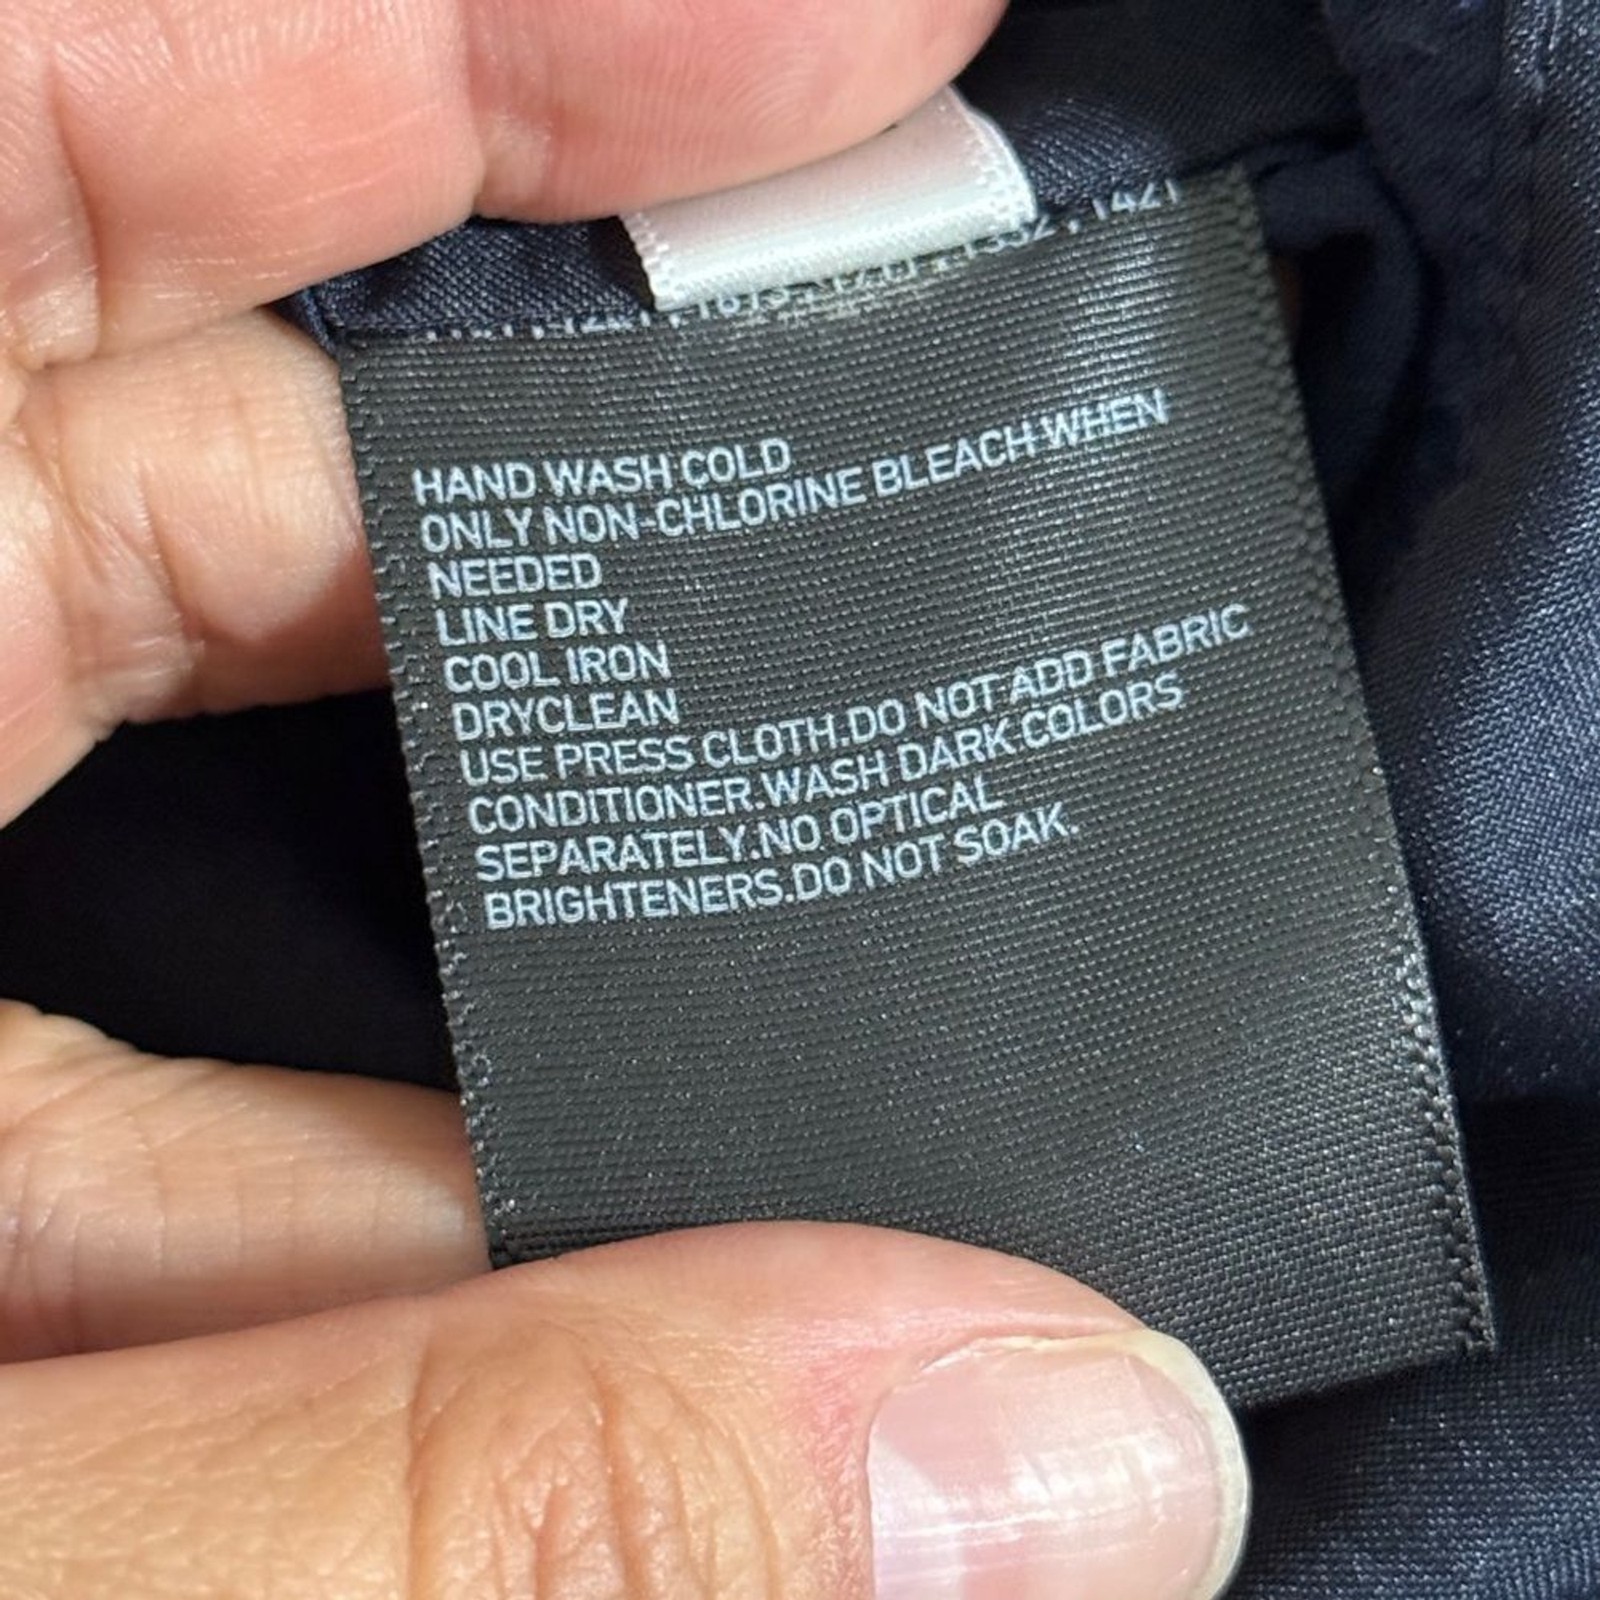 HAND WASH COLD
ONLY NON-CHLORINE BLEACH WHEN
NEEDED
LINE DRY
COOL IRON
DRYCLEAN
USE PRESS CLOTH.DO NOT ADD FABRIC
CONDITIONER.WASH DARK COLORS
SEPARATELY.NO OPTICAL
BRIGHTENERS.DO NOT SOAK.